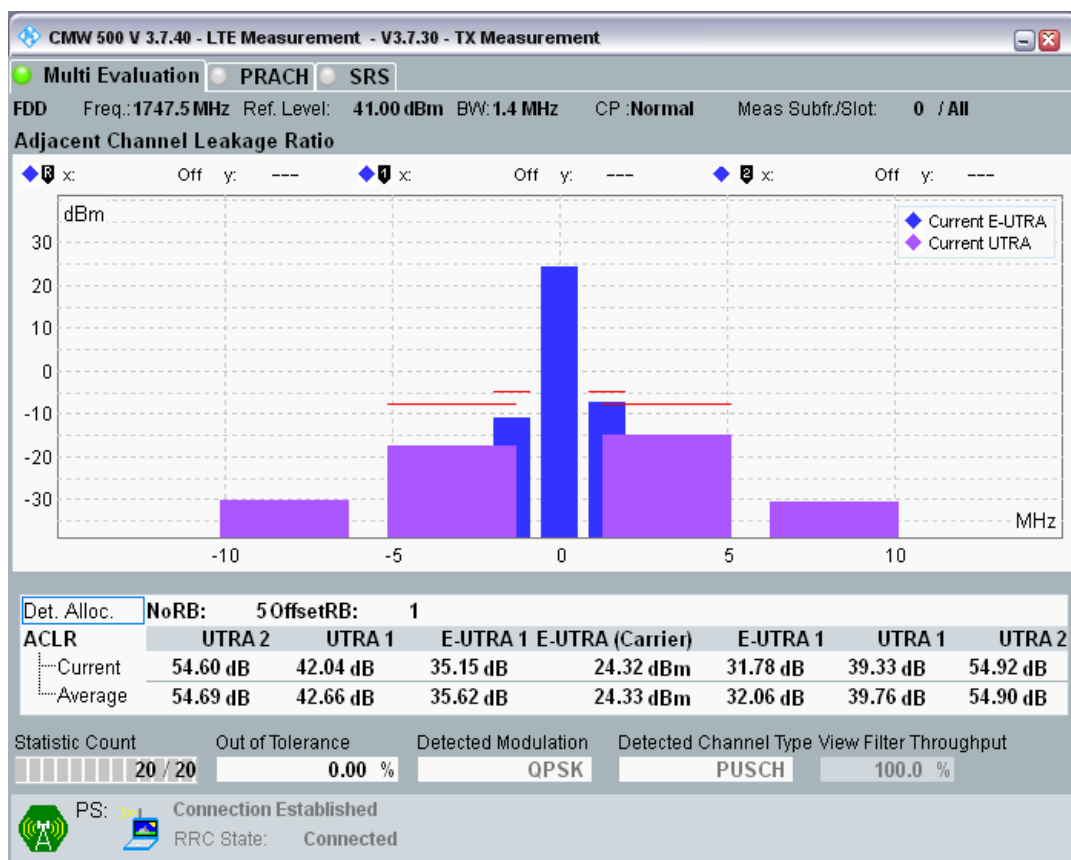 CMW 500 V 3.7.40 - LTE Measurement - V3.7.30 - TX Measurement
Multi Evaluation PRACH SRS
FDD Freq.: 1747.5 MHz Ref. Level: 41.00 dBm BW: 1.4 MHz CP :Normal Meas Subfr./Slot: 0 / All
Adjacent Channel Leakage Ratio
R x: Off y: --- 1 x: Off y: --- 2 x: Off y: ---
dBm
Current E-UTRA
Current UTRA
30
20
10
0
-10
-20
-30
MHz
-10 -5 0 5 10
Det. Alloc. NoRB: 5 OffsetRB: 1
ACLR UTRA 2 UTRA 1 E-UTRA 1 E-UTRA (Carrier) E-UTRA 1 UTRA 1 UTRA 2
Current 54.60 dB 42.04 dB 35.15 dB 24.32 dBm 31.78 dB 39.33 dB 54.92 dB
Average 54.69 dB 42.66 dB 35.62 dB 24.33 dBm 32.06 dB 39.76 dB 54.90 dB
Statistic Count Out of Tolerance Detected Modulation Detected Channel Type View Filter Throughput
20 / 20 0.00 % QPSK PUSCH 100.0 %
PS: Connection Established
RRC State: Connected